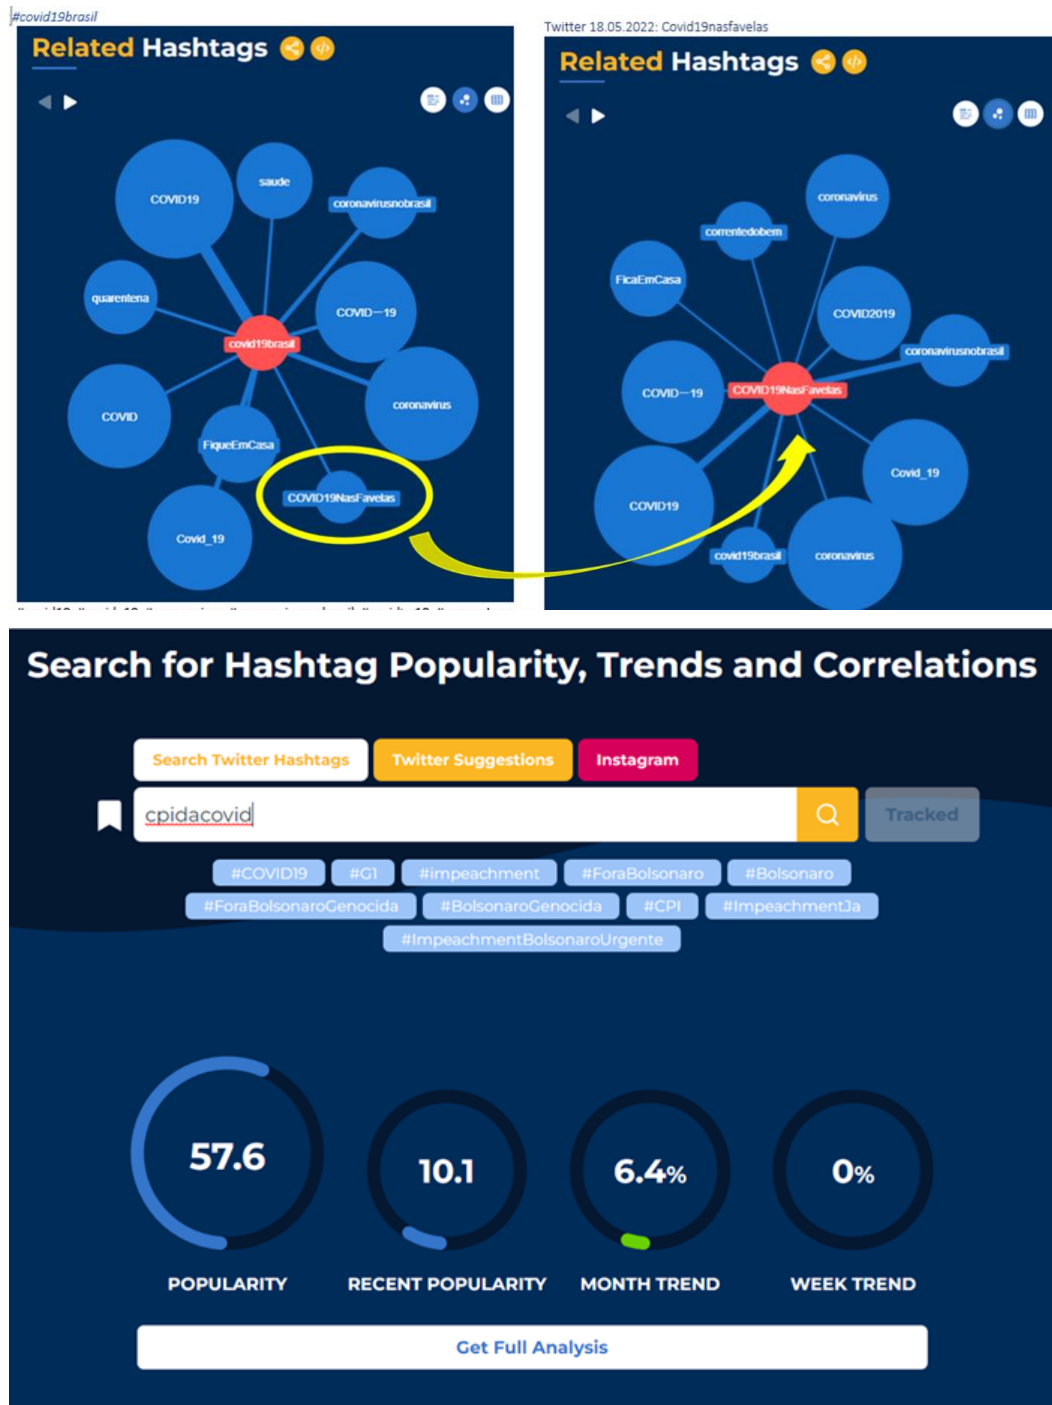 #covid19brasil
Related Hashtags
COVID19
saude
coronavirusnobrasil
quarentena
COVID—19
covid19brasil
COVID
coronavirus
FiqueEmCasa
COVID19NasFavelas
Covid_19
Twitter 18.05.2022: Covid19nasfavelas
Related Hashtags
coronavirus
correntedobem
FicaEmCasa
COVID2019
coronavirusnobrasil
COVID—19
COVID19NasFavelas
Covid_19
COVID19
covid19brasil
coronavirus
Search for Hashtag Popularity, Trends and Correlations
Search Twitter Hashtags Twitter Suggestions Instagram
cpidacovid Tracked
#COVID19 #G1 #impeachment #ForaBolsonaro #Bolsonaro
#ForaBolsonaroGenocida #BolsonaroGenocida #CPI #ImpeachmentJa
#ImpeachmentBolsonaroUrgente
57.6 10.1 6.4% 0%
POPULARITY RECENT POPULARITY MONTH TREND WEEK TREND
Get Full Analysis